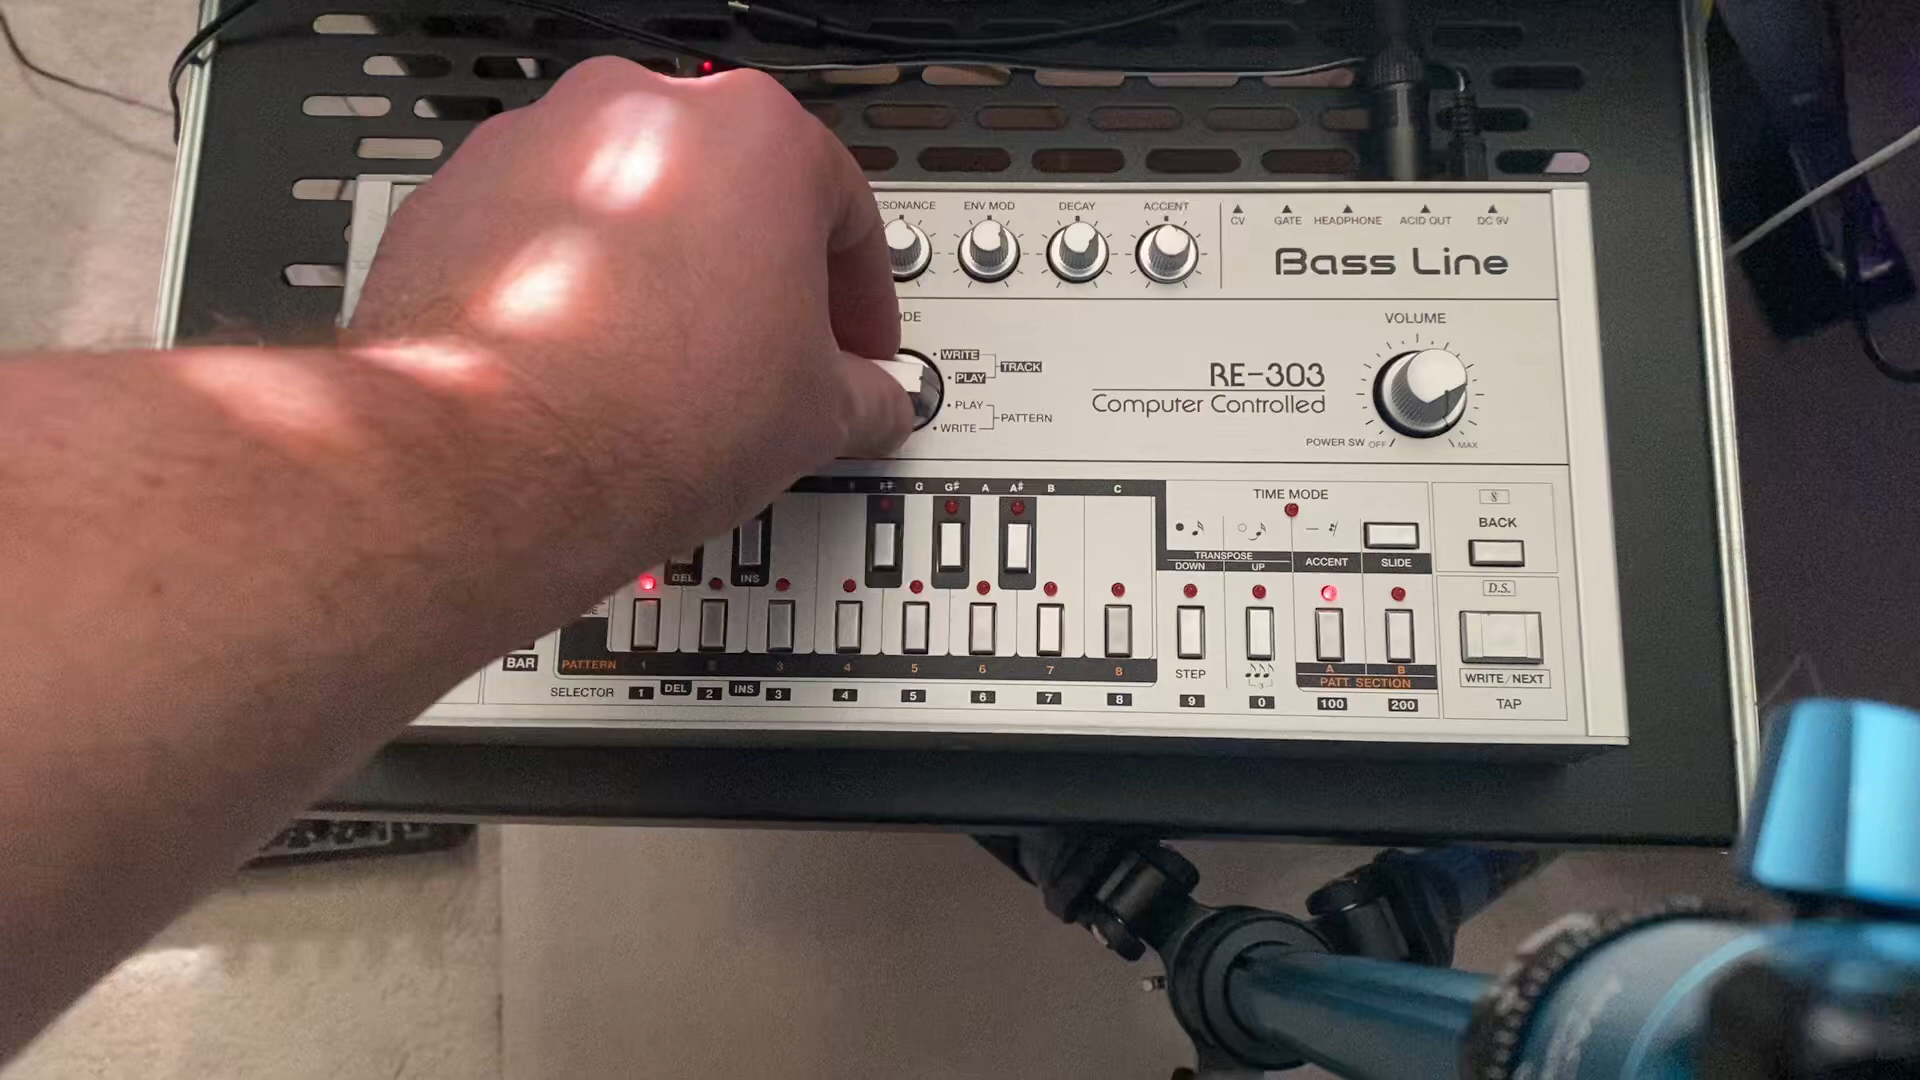 ESONANCE ENV MOD DECAY ACCENT
CV GATE HEADPHONE ACID OUT DC 9V
Bass Line
ODE
WRITE
PLAY
TRACK
PLAY
WRITE
PATTERN
RE-303
Computer Controlled
VOLUME
POWER SW OFF MAX
F# G G# A A# B C
TIME MODE
TRANSPOSE
DOWN UP ACCENT SLIDE
BACK
D.S.
DEL INS
BAR
PATTERN 1 2 3 4 5 6 7 8
STEP
3
A B
PATT. SECTION
WRITE/NEXT
TAP
SELECTOR 1 DEL 2 INS 3 4 5 6 7 8 9 0 100 200